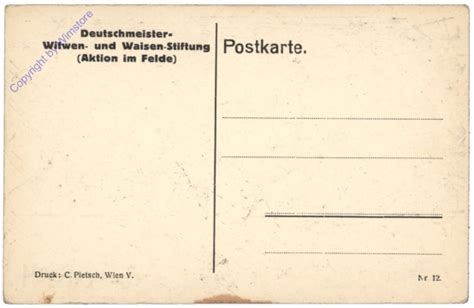 Deutschmeister-
Witwen- und Waisen-Stiftung
(Aktion im Felde)
Postkarte.
Copyright by Wimstore
Druck: C. Pietsch, Wien V.
Nr. 12.